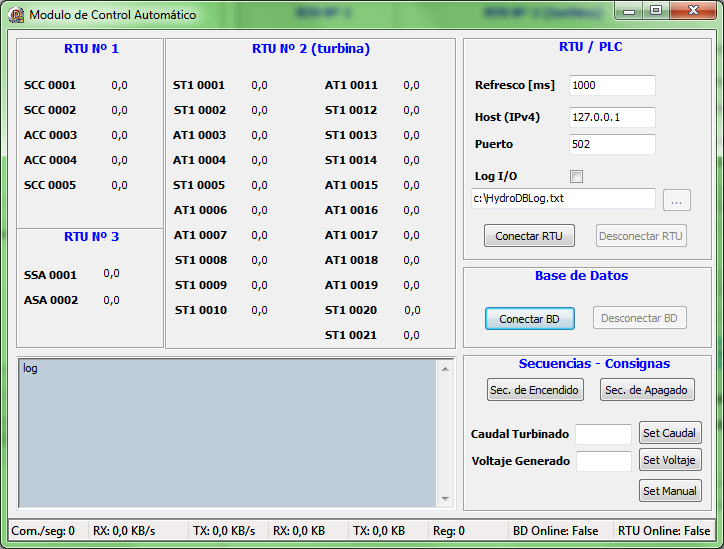 Modulo de Control Automático
RTU Nº 1
SCC 0001 0,0
SCC 0002 0,0
ACC 0003 0,0
ACC 0004 0,0
SCC 0005 0,0
RTU Nº 3
SSA 0001 0,0
ASA 0002 0,0
RTU Nº 2 (turbina)
ST1 0001 0,0 AT1 0011 0,0
ST1 0002 0,0 ST1 0012 0,0
AT1 0003 0,0 ST1 0013 0,0
AT1 0004 0,0 ST1 0014 0,0
ST1 0005 0,0 AT1 0015 0,0
AT1 0006 0,0 AT1 0016 0,0
AT1 0007 0,0 AT1 0017 0,0
ST1 0008 0,0 AT1 0018 0,0
ST1 0009 0,0 AT1 0019 0,0
ST1 0010 0,0 ST1 0020 0,0
ST1 0021 0,0
RTU / PLC
Refresco [ms] 1000
Host (IPv4) 127.0.0.1
Puerto 502
Log I/O
c:\HydroDBLog.txt ...
Conectar RTU Desconectar RTU
Base de Datos
Conectar BD Desconectar BD
log
Secuencias - Consignas
Sec. de Encendido Sec. de Apagado
Caudal Turbinado Set Caudal
Voltaje Generado Set Voltaje
Set Manual
Com./seg: 0 RX: 0,0 KB/s TX: 0,0 KB/s RX: 0,0 KB TX: 0,0 KB Reg: 0 BD Online: False RTU Online: False